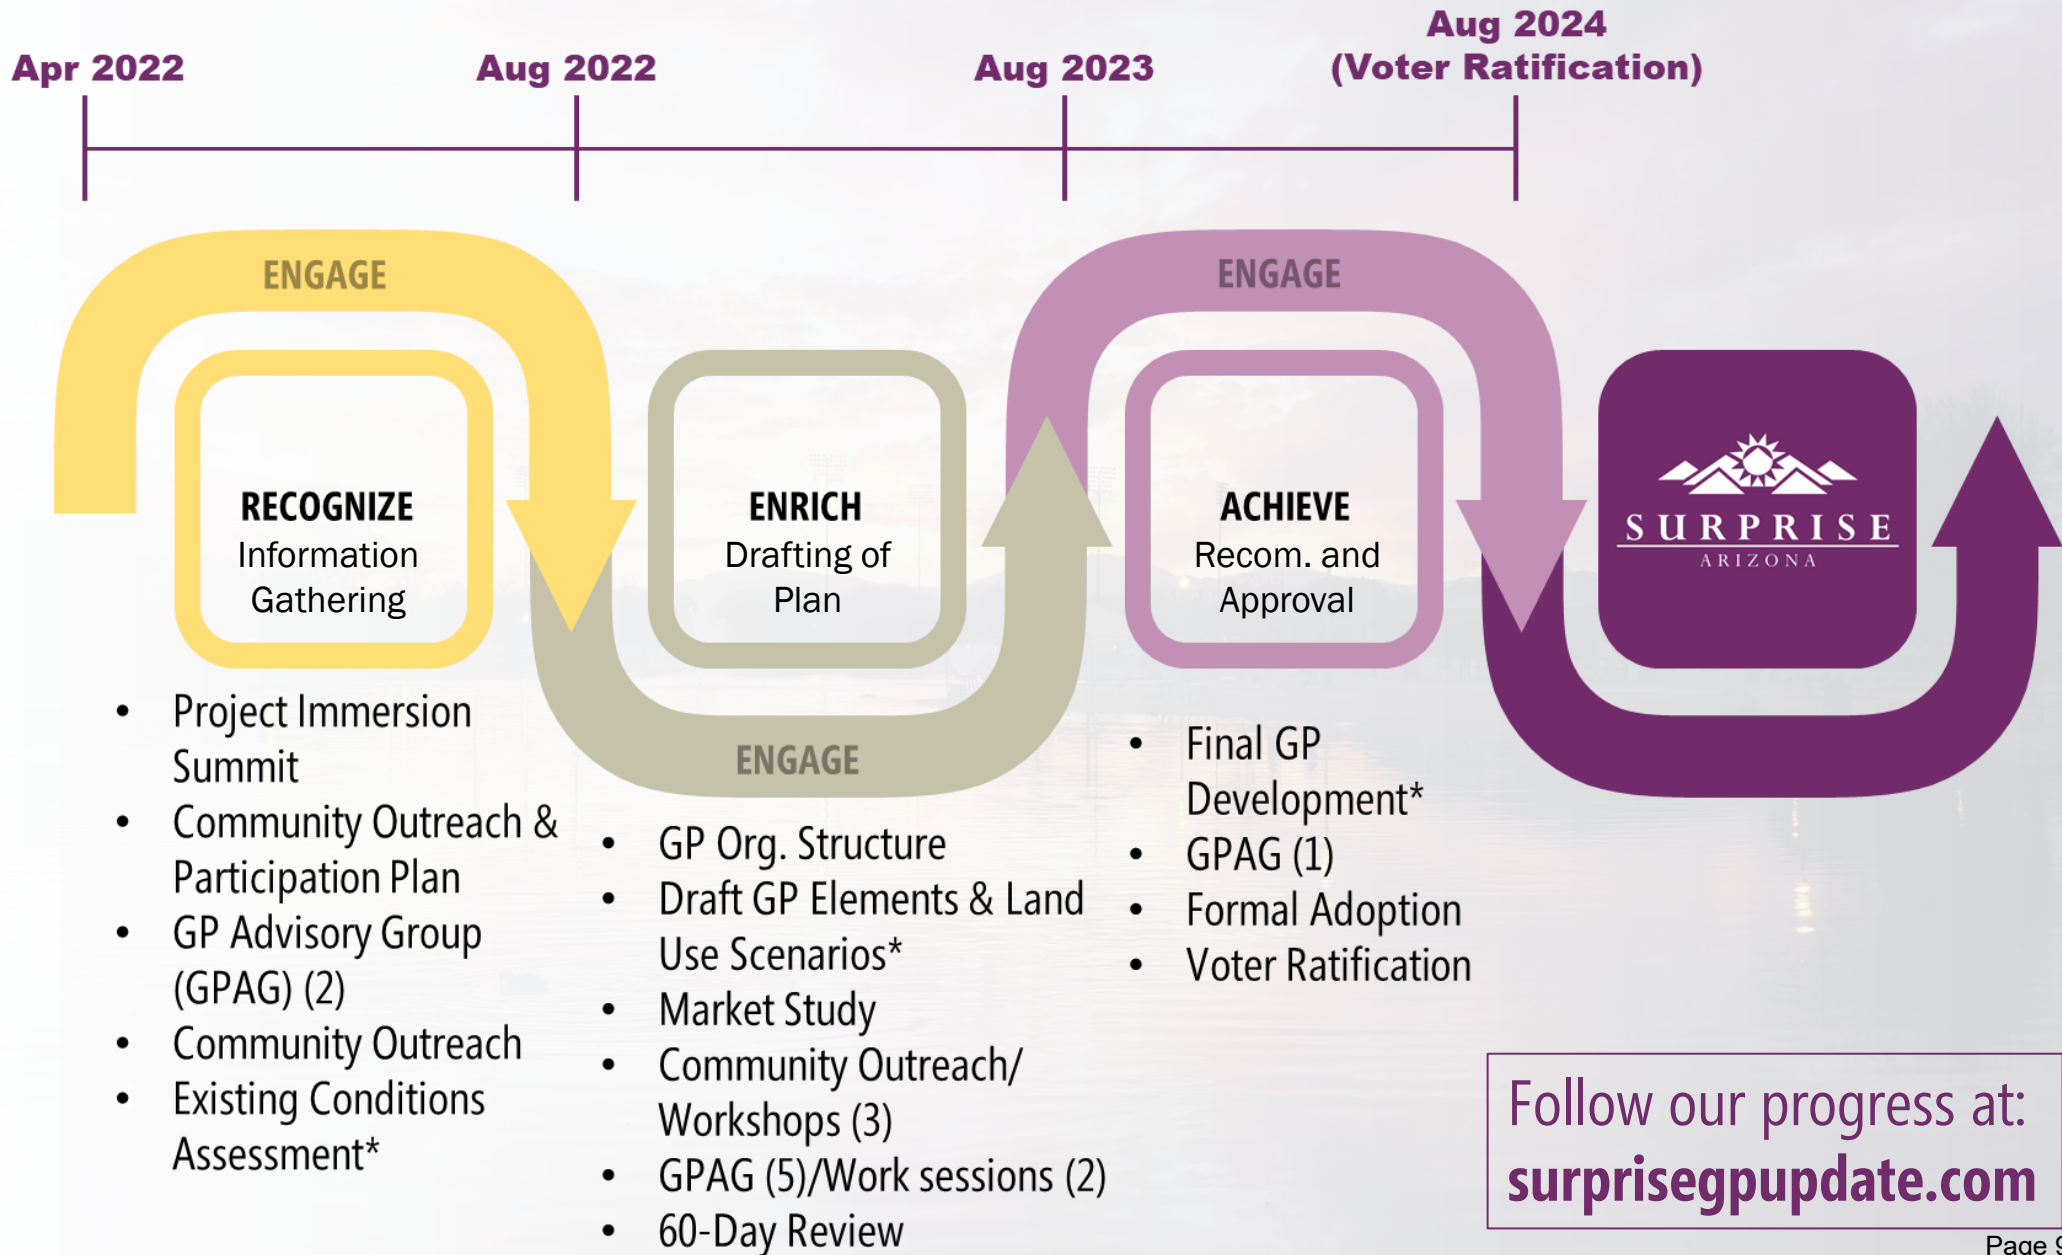 Apr 2022
Aug 2022
Aug 2023
Aug 2024
(Voter Ratification)
ENGAGE
RECOGNIZE
Information
Gathering
• Project Immersion
Summit
• Community Outreach &
Participation Plan
• GP Advisory Group
(GPAG) (2)
• Community Outreach
• Existing Conditions
Assessment*
ENRICH
Drafting of
Plan
ENGAGE
• GP Org. Structure
• Draft GP Elements & Land
Use Scenarios*
• Market Study
• Community Outreach/
Workshops (3)
• GPAG (5)/Work sessions (2)
• 60-Day Review
ENGAGE
ACHIEVE
Recom. and
Approval
• Final GP
Development*
• GPAG (1)
• Formal Adoption
• Voter Ratification
SURPRISE
ARIZONA
Follow our progress at:
surprisegpupdate.com
Page 9